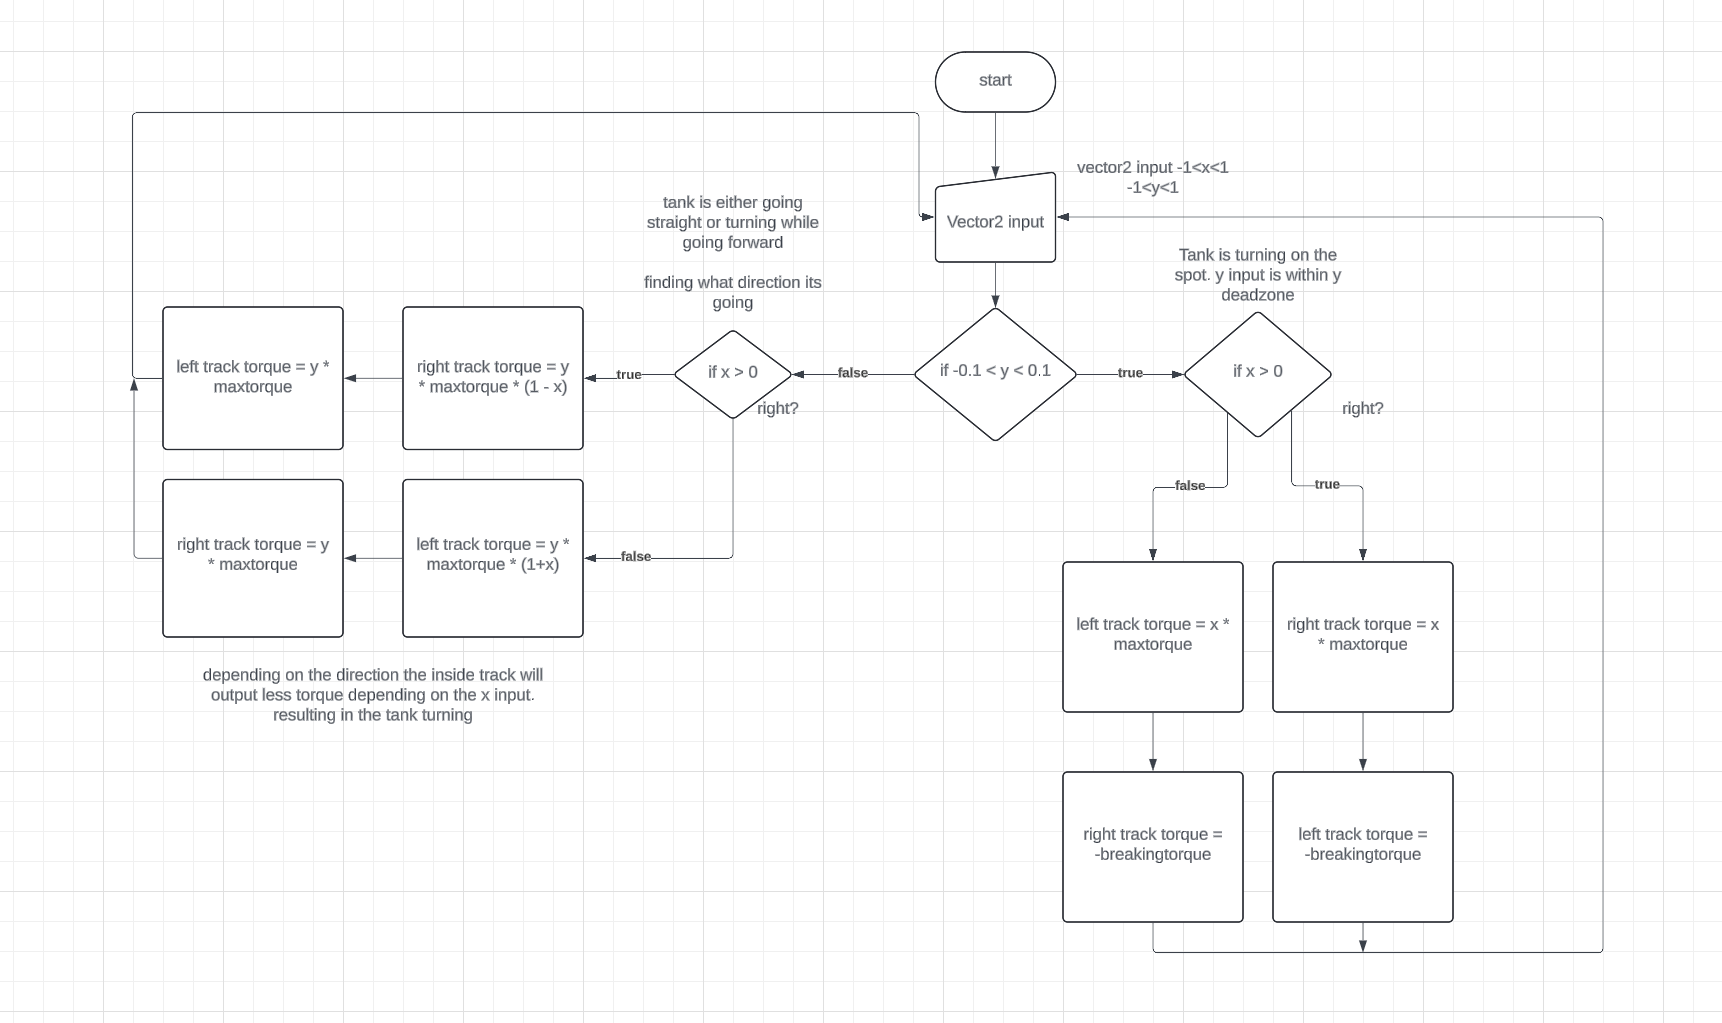 start
vector2 input -1<x<1
-1<y<1
Vector2 input
tank is either going
straight or turning while
going forward
finding what direction its
going
Tank is turning on the
spot. y input is within y
deadzone
left track torque = y *
maxtorque
right track torque = y
* maxtorque * (1 - x)
true
if x > 0
right?
false
if -0.1 < y < 0.1
true
if x > 0
right?
false
true
right track torque = y
* maxtorque
left track torque = y *
maxtorque * (1+x)
false
left track torque = x *
maxtorque
right track torque = x
* maxtorque
depending on the direction the inside track will
output less torque depending on the x input.
resulting in the tank turning
right track torque =
-breakingtorque
left track torque =
-breakingtorque